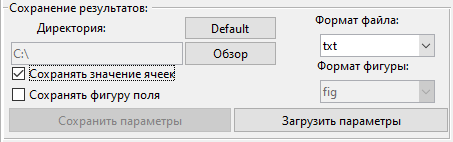 Сохранение результатов:
Директория:
Default
Формат файла:
C:\
Обзор
txt
Сохранять значение ячеек
Формат фигуры:
Сохранять фигуру поля
fig
Сохранить параметры
Загрузить параметры